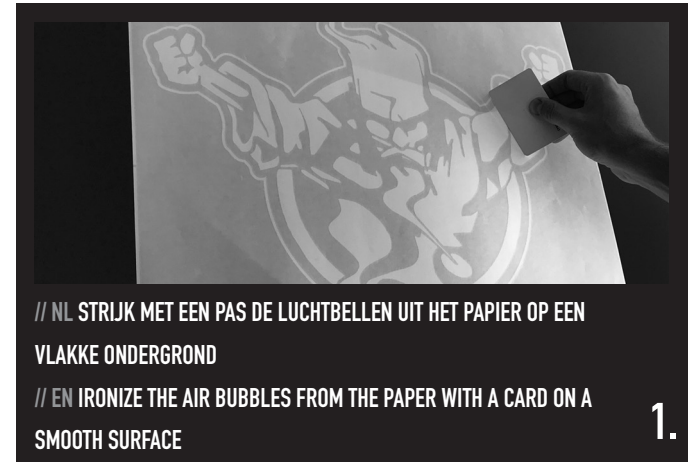 // NL STRIJK MET EEN PAS DE LUCHTBELLEN UIT HET PAPIER OP EEN
VLAKKE ONDERGROND
// EN IRONIZE THE AIR BUBBLES FROM THE PAPER WITH A CARD ON A
SMOOTH SURFACE
1.